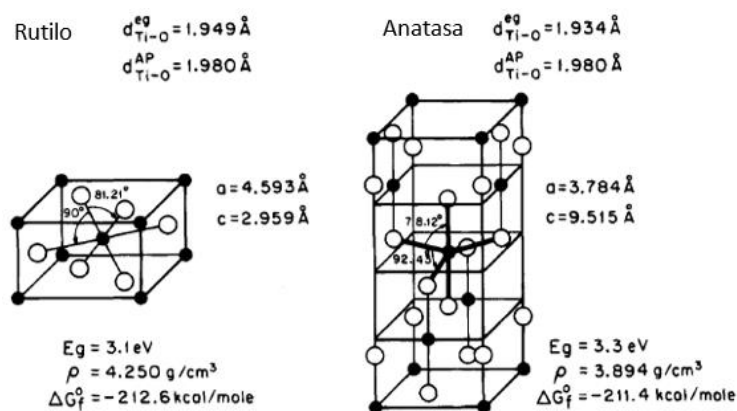 Rutilo
d^eg_Ti-O = 1.949 Å
d^AP_Ti-O = 1.980 Å
81.21°
90°
a = 4.593 Å
c = 2.959 Å
Eg = 3.1 eV
ρ = 4.250 g/cm³
ΔG°f = -212.6 kcal/mole
Anatasa
d^eg_Ti-O = 1.934 Å
d^AP_Ti-O = 1.980 Å
78.12°
92.43
a = 3.784 Å
c = 9.515 Å
Eg = 3.3 eV
ρ = 3.894 g/cm³
ΔG°f = -211.4 kcal/mole